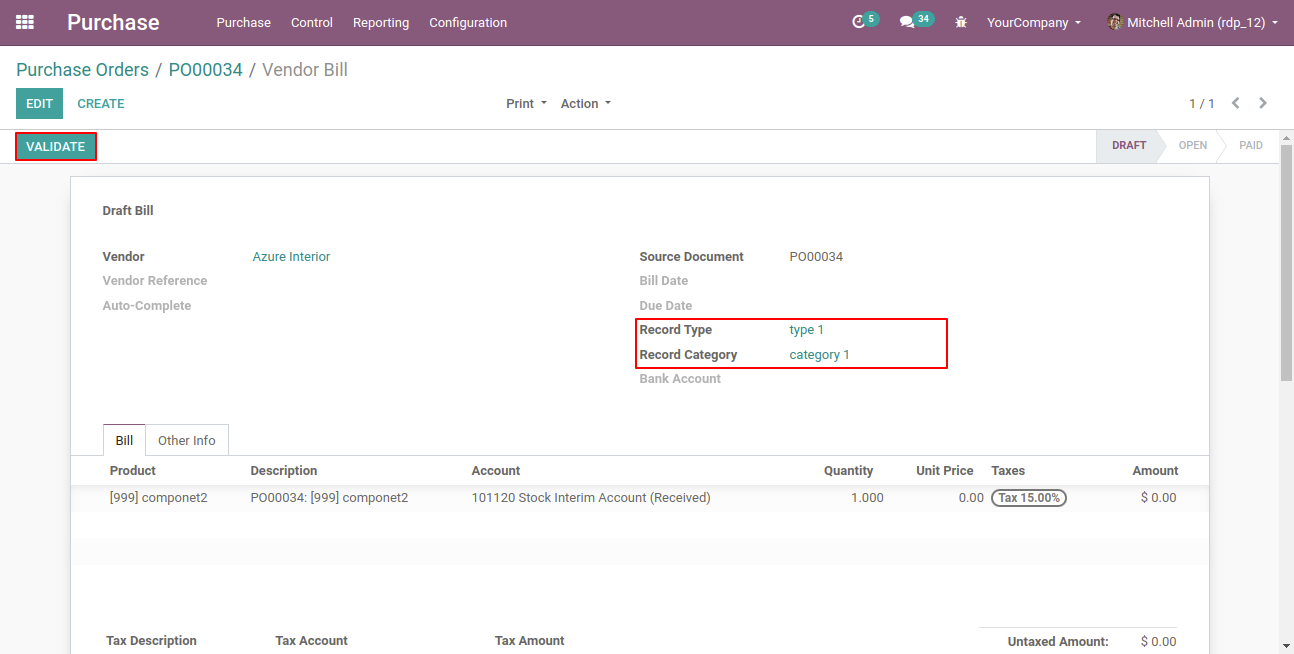 Purchase Purchase Control Reporting Configuration 5 34 YourCompany Mitchell Admin (rdp_12)
Purchase Orders / PO00034 / Vendor Bill
EDIT CREATE Print Action 1 / 1
VALIDATE DRAFT OPEN PAID
Draft Bill
Vendor Azure Interior Source Document PO00034
Vendor Reference Bill Date
Auto-Complete Due Date
Record Type type 1
Record Category category 1
Bank Account
Bill Other Info
Product Description Account Quantity Unit Price Taxes Amount
[999] componet2 PO00034: [999] componet2 101120 Stock Interim Account (Received) 1.000 0.00 Tax 15.00% $ 0.00
Tax Description Tax Account Tax Amount Untaxed Amount: $ 0.00